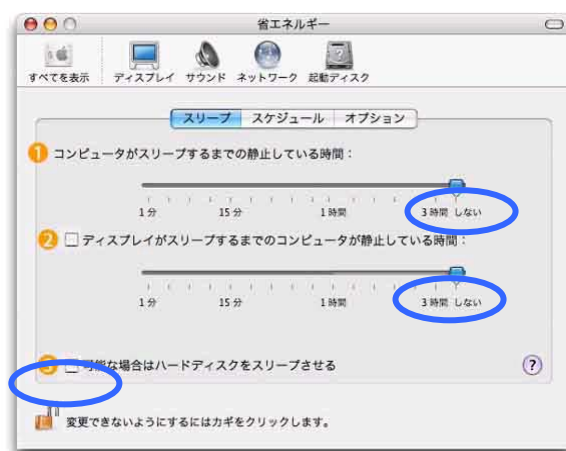 省エネルギー
すべてを表示 ディスプレイ サウンド ネットワーク 起動ディスク
スリープ スケジュール オプション
1 コンピュータがスリープするまでの静止している時間：
1 分 15 分 1 時間 3 時間 しない
2 ディスプレイがスリープするまでのコンピュータが静止している時間：
1 分 15 分 1 時間 3 時間 しない
3 可能な場合はハードディスクをスリープさせる ?
変更できないようにするにはカギをクリックします。